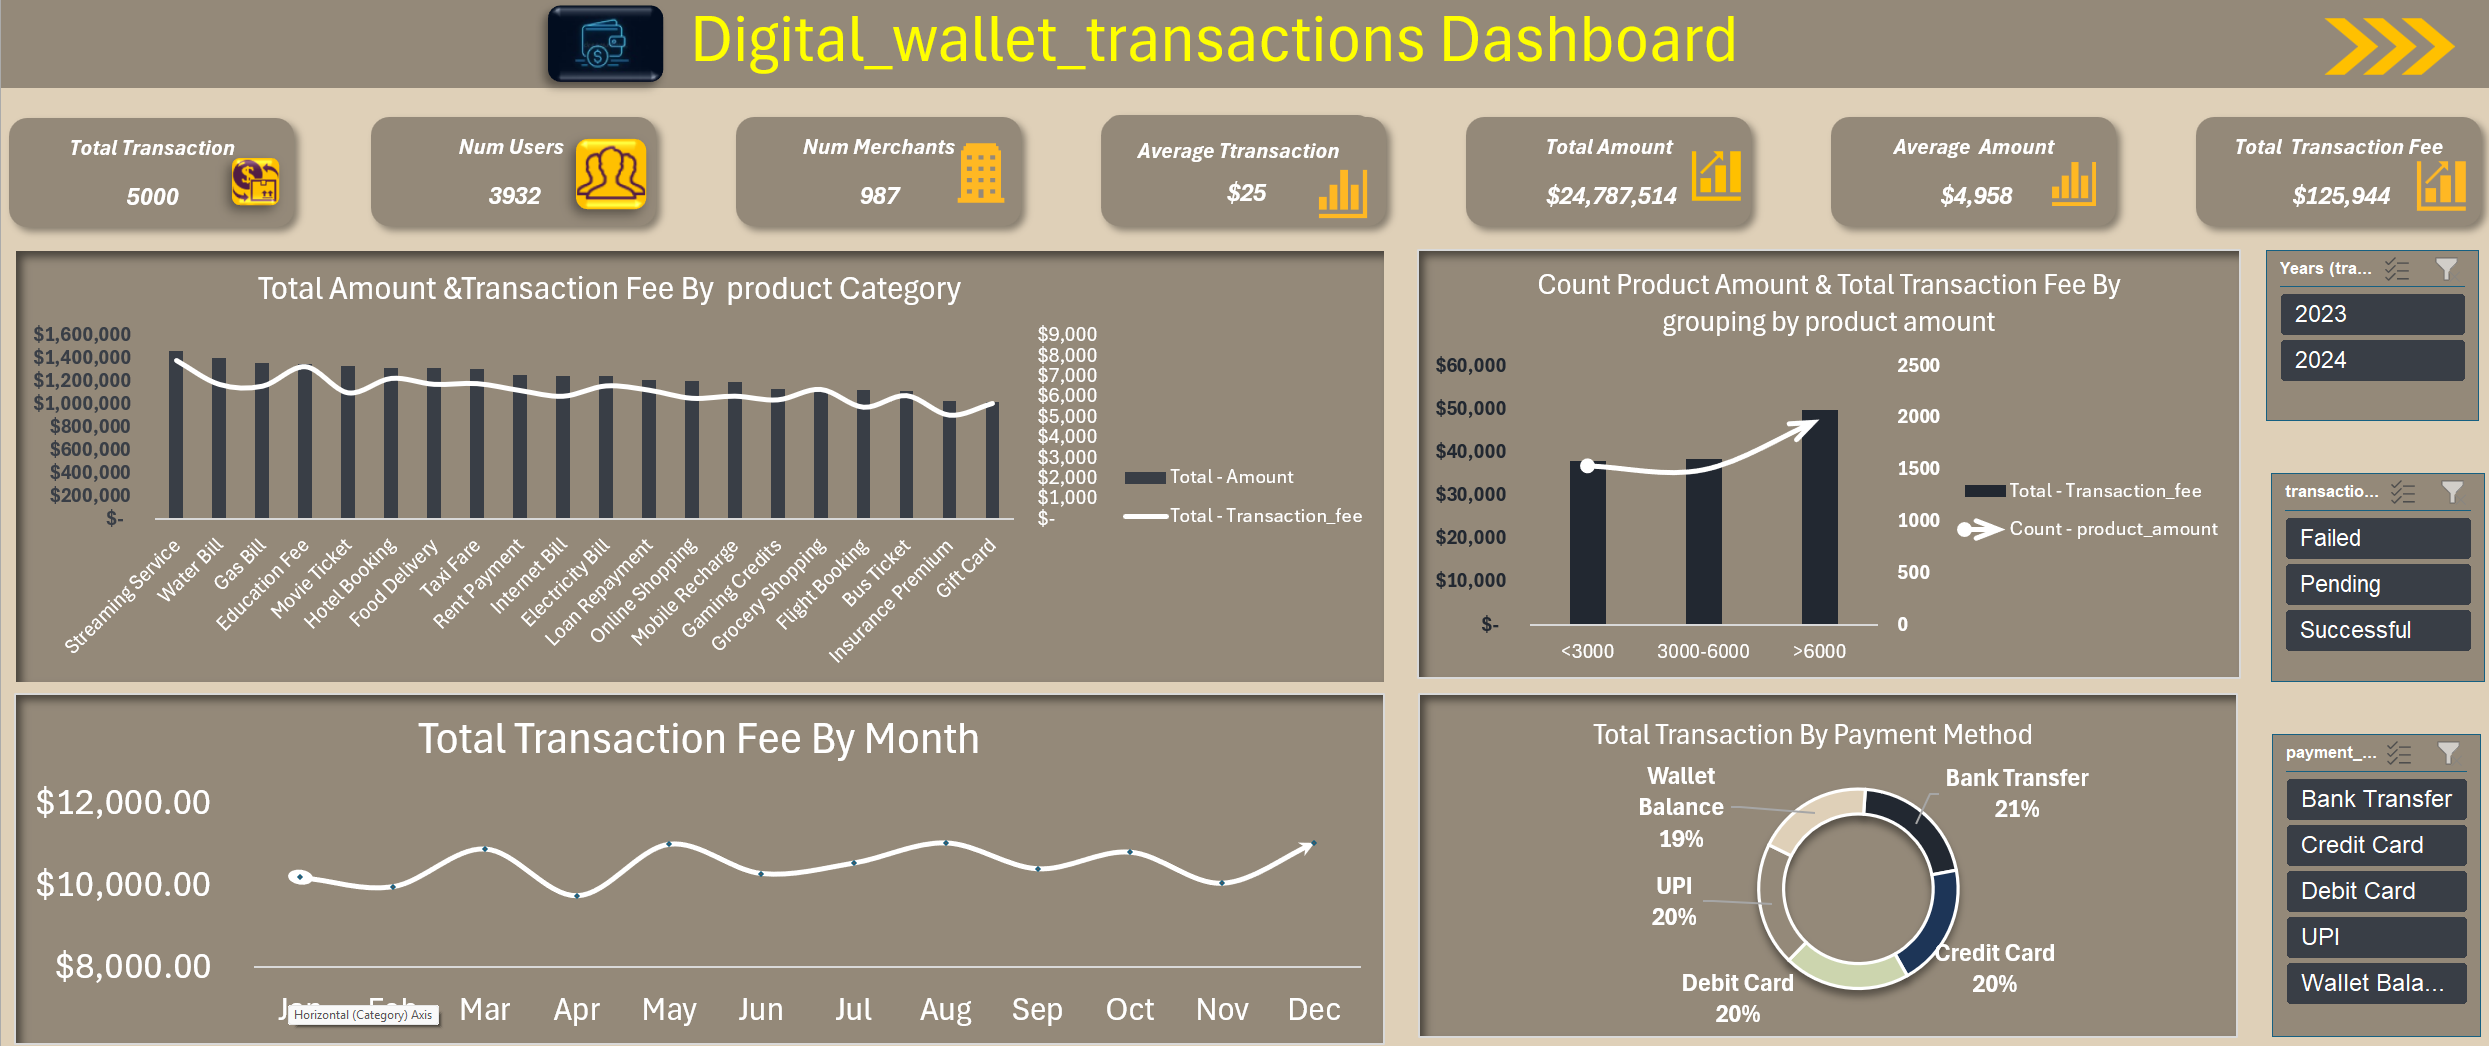 Digital_wallet_transactions Dashboard
Total Transaction
5000
Num Users
3932
Num Merchants
987
Average Ttransaction
$25
Total Amount
$24,787,514
Average  Amount
$4,958
Total  Transaction Fee
$125,944
Total Amount &Transaction Fee By  product Category
$1,600,000
$1,400,000
$1,200,000
$1,000,000
$800,000
$600,000
$400,000
$200,000
$-
$9,000
$8,000
$7,000
$6,000
$5,000
$4,000
$3,000
$2,000
$1,000
$-
Total - Amount
Total - Transaction_fee
Streaming Service
Water Bill
Gas Bill
Education Fee
Movie Ticket
Hotel Booking
Food Delivery
Taxi Fare
Rent Payment
Internet Bill
Electricity Bill
Loan Repayment
Online Shopping
Mobile Recharge
Gaming Credits
Grocery Shopping
Flight Booking
Bus Ticket
Insurance Premium
Gift Card
Count Product Amount & Total Transaction Fee By
grouping by product amount
$60,000
$50,000
$40,000
$30,000
$20,000
$10,000
$-
2500
2000
1500
1000
500
0
<3000
3000-6000
>6000
Total - Transaction_fee
Count - product_amount
Years (tra...
2023
2024
transactio...
Failed
Pending
Successful
Total Transaction Fee By Month
$12,000.00
$10,000.00
$8,000.00
Mar
Apr
May
Jun
Jul
Aug
Sep
Oct
Nov
Dec
Horizontal (Category) Axis
Total Transaction By Payment Method
Wallet
Balance
19%
Bank Transfer
21%
UPI
20%
Credit Card
20%
Debit Card
20%
payment_...
Bank Transfer
Credit Card
Debit Card
UPI
Wallet Bala...